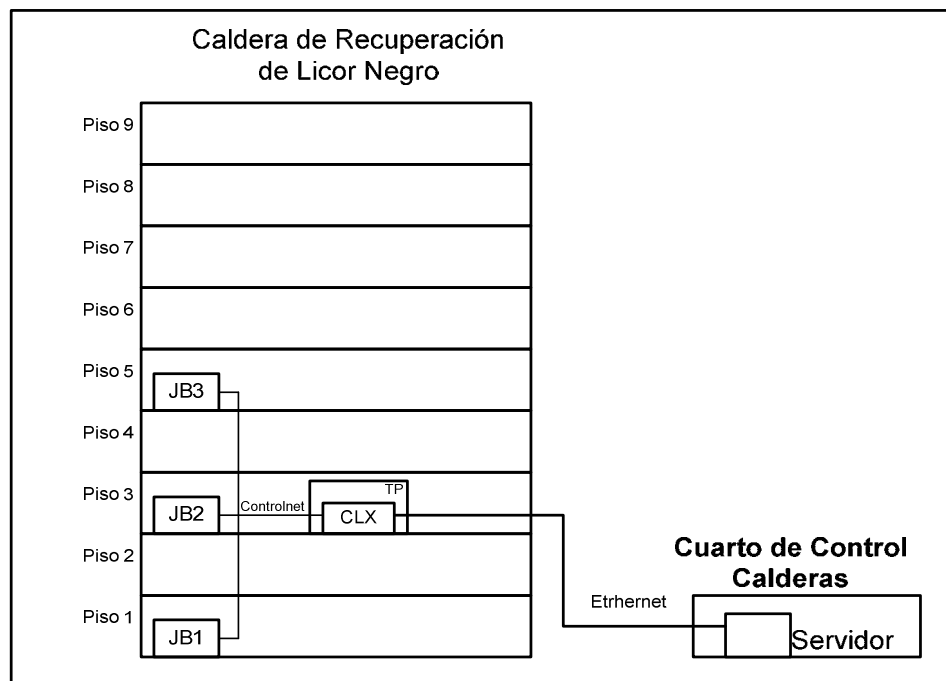 Caldera de Recuperación
de Licor Negro
Piso 9
Piso 8
Piso 7
Piso 6
Piso 5
JB3
Piso 4
Piso 3
JB2
Controlnet
TP
CLX
Piso 2
Piso 1
JB1
Etrhernet
Cuarto de Control
Calderas
Servidor